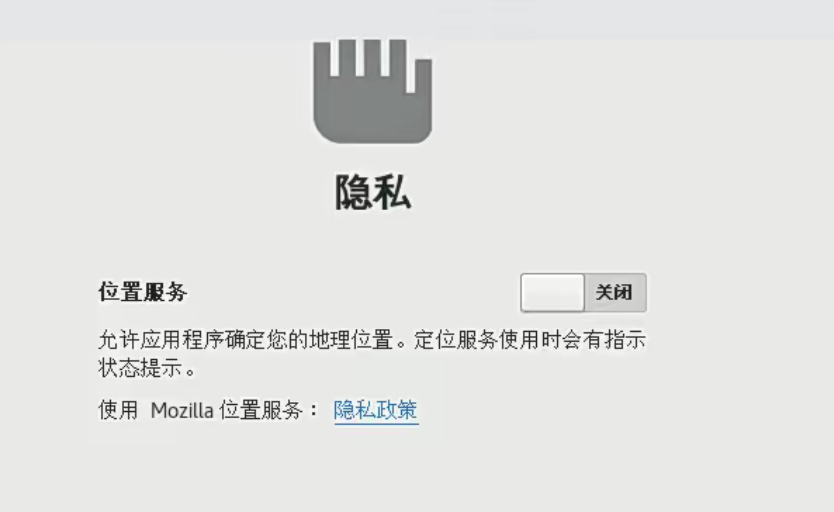 隐私
位置服务 关闭
允许应用程序确定您的地理位置。定位服务使用时会有指示
状态提示。
使用 Mozilla 位置服务： 隐私政策